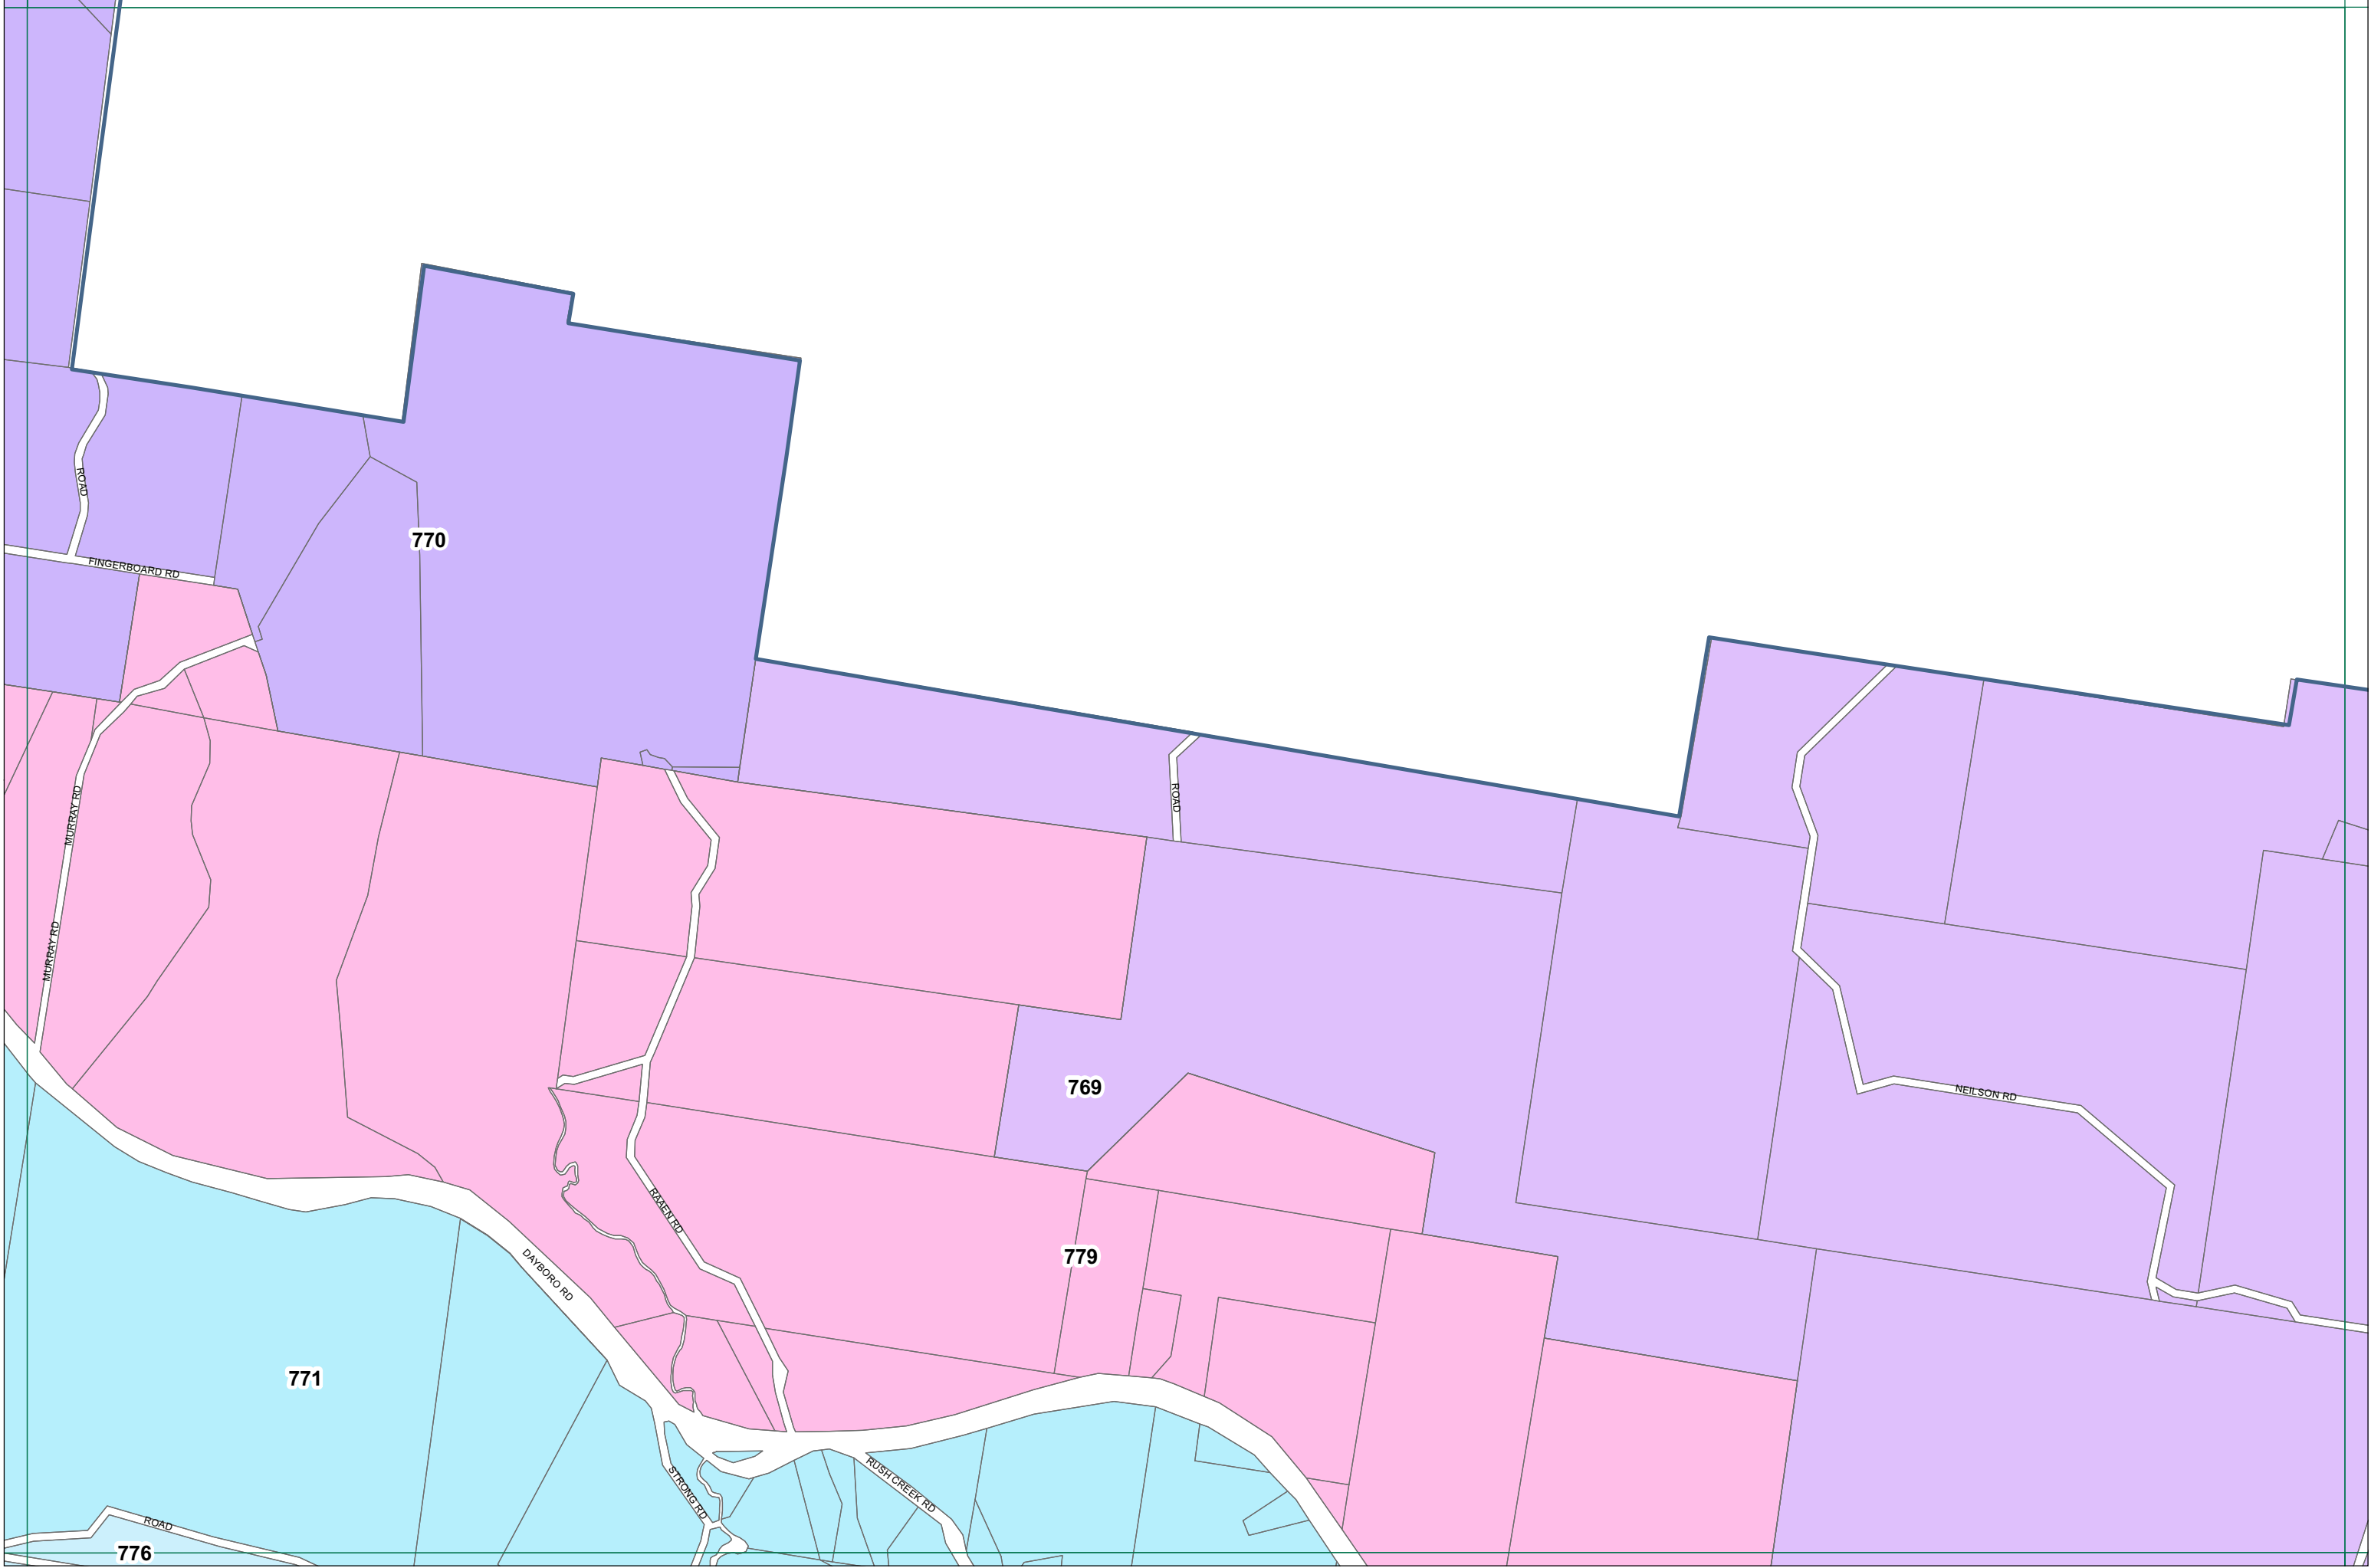 ROAD
770
FINGERBOARD RD
ROAD
MURRAY RD
MURRAY RD
769
NEILSON RD
RAAEN RD
779
DAYBORO RD
771
STRONG RD
RUSH CREEK RD
ROAD
776